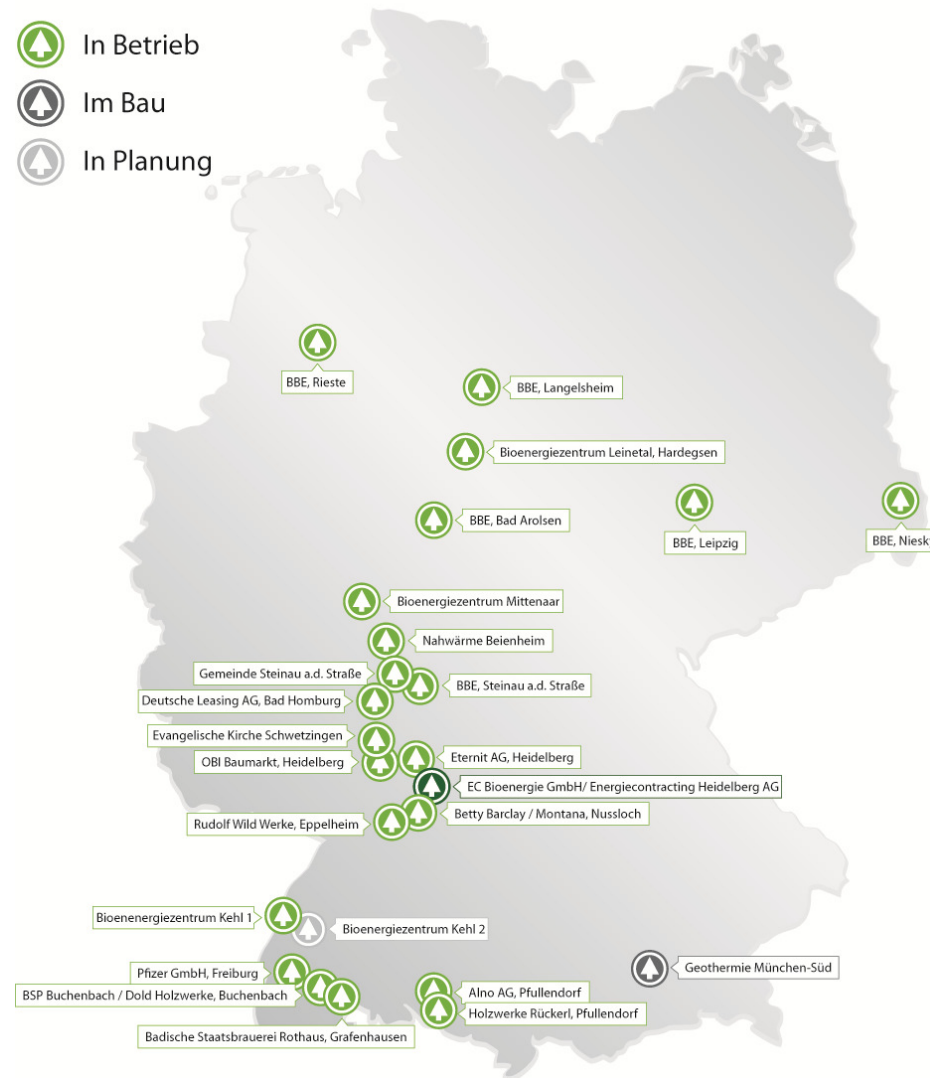 In Betrieb
Im Bau
In Planung
BBE, Rieste
BBE, Langelsheim
Bioenergiezentrum Leinetal, Hardegsen
BBE, Bad Arolsen
BBE, Leipzig
BBE, Niesk
Bioenergiezentrum Mittenaar
Nahwärme Beienheim
Gemeinde Steinau a.d. Straße
BBE, Steinau a.d. Straße
Deutsche Leasing AG, Bad Homburg
Evangelische Kirche Schwetzingen
OBI Baumarkt, Heidelberg
Eternit AG, Heidelberg
EC Bioenergie GmbH/ Energiecontracting Heidelberg AG
Betty Barclay / Montana, Nussloch
Rudolf Wild Werke, Eppelheim
Bioenenergiezentrum Kehl 1
Bioenergiezentrum Kehl 2
Pfizer GmbH, Freiburg
Geothermie München-Süd
BSP Buchenbach / Dold Holzwerke, Buchenbach
Alno AG, Pfullendorf
Holzwerke Rückerl, Pfullendorf
Badische Staatsbrauerei Rothaus, Grafenhausen